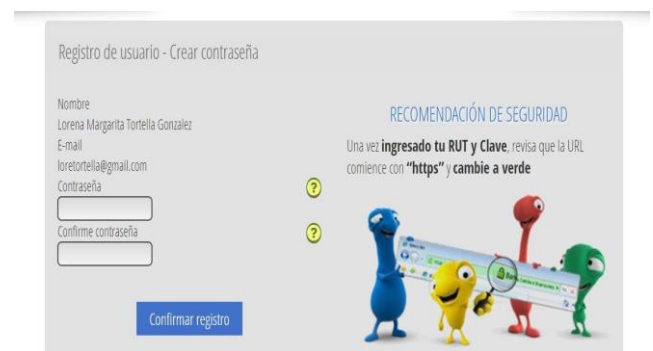 Registro de usuario - Crear contraseña
Nombre
Lorena Margarita Tortella Gonzalez
E-mail
loretortella@gmail.com
Contraseña
?
Confirme contraseña
?
Confirmar registro
RECOMENDACIÓN DE SEGURIDAD
Una vez ingresado tu RUT y Clave, revisa que la URL
comience con “https” y cambie a verde